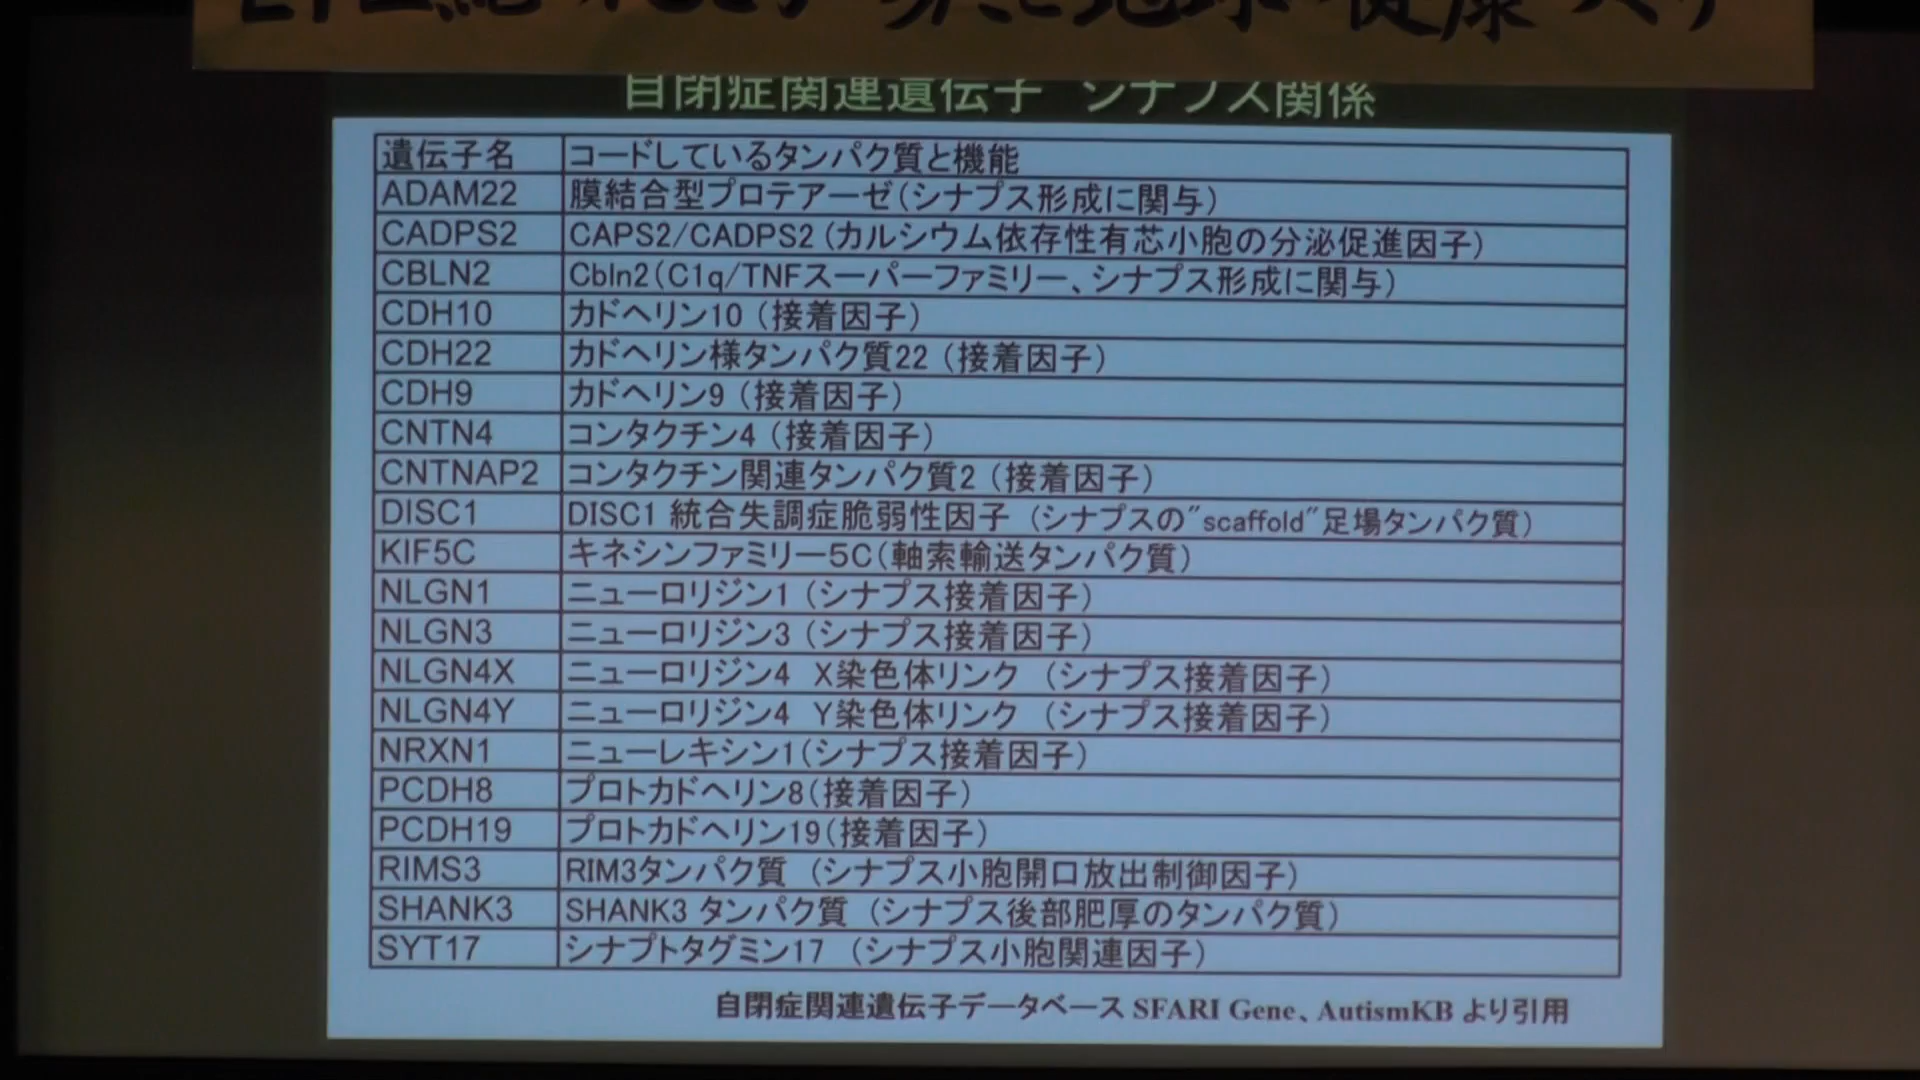 地球 健康
自閉症関連遺伝子 シナプス関係
遺伝子名 コードしているタンパク質と機能
ADAM22 膜結合型プロテアーゼ(シナプス形成に関与)
CADPS2 CAPS2/CADPS2 (カルシウム依存性有芯小胞の分泌促進因子)
CBLN2 Cbln2(C1q/TNFスーパーファミリー、シナプス形成に関与)
CDH10 カドヘリン10 (接着因子)
CDH22 カドヘリン様タンパク質22 (接着因子)
CDH9 カドヘリン9 (接着因子)
CNTN4 コンタクチン4 (接着因子)
CNTNAP2 コンタクチン関連タンパク質2 (接着因子)
DISC1 DISC1 統合失調症脆弱性因子 (シナプスの"scaffold"足場タンパク質)
KIF5C キネシンファミリー5C(軸索輸送タンパク質)
NLGN1 ニューロリジン1 (シナプス接着因子)
NLGN3 ニューロリジン3 (シナプス接着因子)
NLGN4X ニューロリジン4 X染色体リンク (シナプス接着因子)
NLGN4Y ニューロリジン4 Y染色体リンク (シナプス接着因子)
NRXN1 ニューレキシン1(シナプス接着因子)
PCDH8 プロトカドヘリン8(接着因子)
PCDH19 プロトカドヘリン19(接着因子)
RIMS3 RIM3タンパク質 (シナプス小胞開口放出制御因子)
SHANK3 SHANK3 タンパク質 (シナプス後部肥厚のタンパク質)
SYT17 シナプトタグミン17 (シナプス小胞関連因子)
自閉症関連遺伝子データベース SFARI Gene、AutismKB より引用